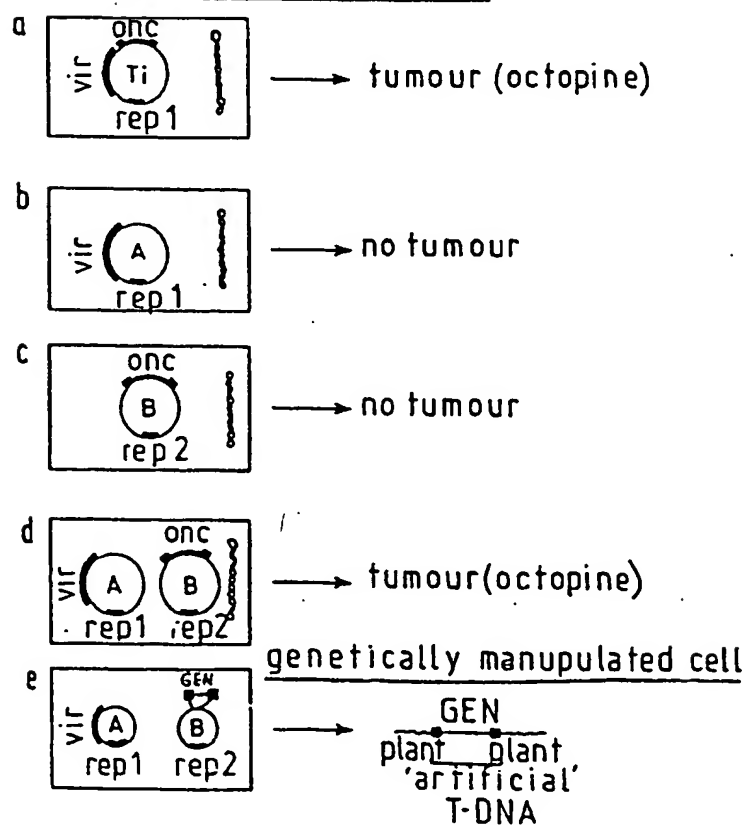 a
onc
vir
Ti
rep1
tumour (octopine)
b
vir
A
rep1
no tumour
c
onc
B
rep2
no tumour
d
onc
vir
A
B
rep1
rep2
tumour(octopine)
genetically manupulated cell
e
GEN
vir
A
B
rep1
rep2
GEN
plant plant
'artificial'
T-DNA